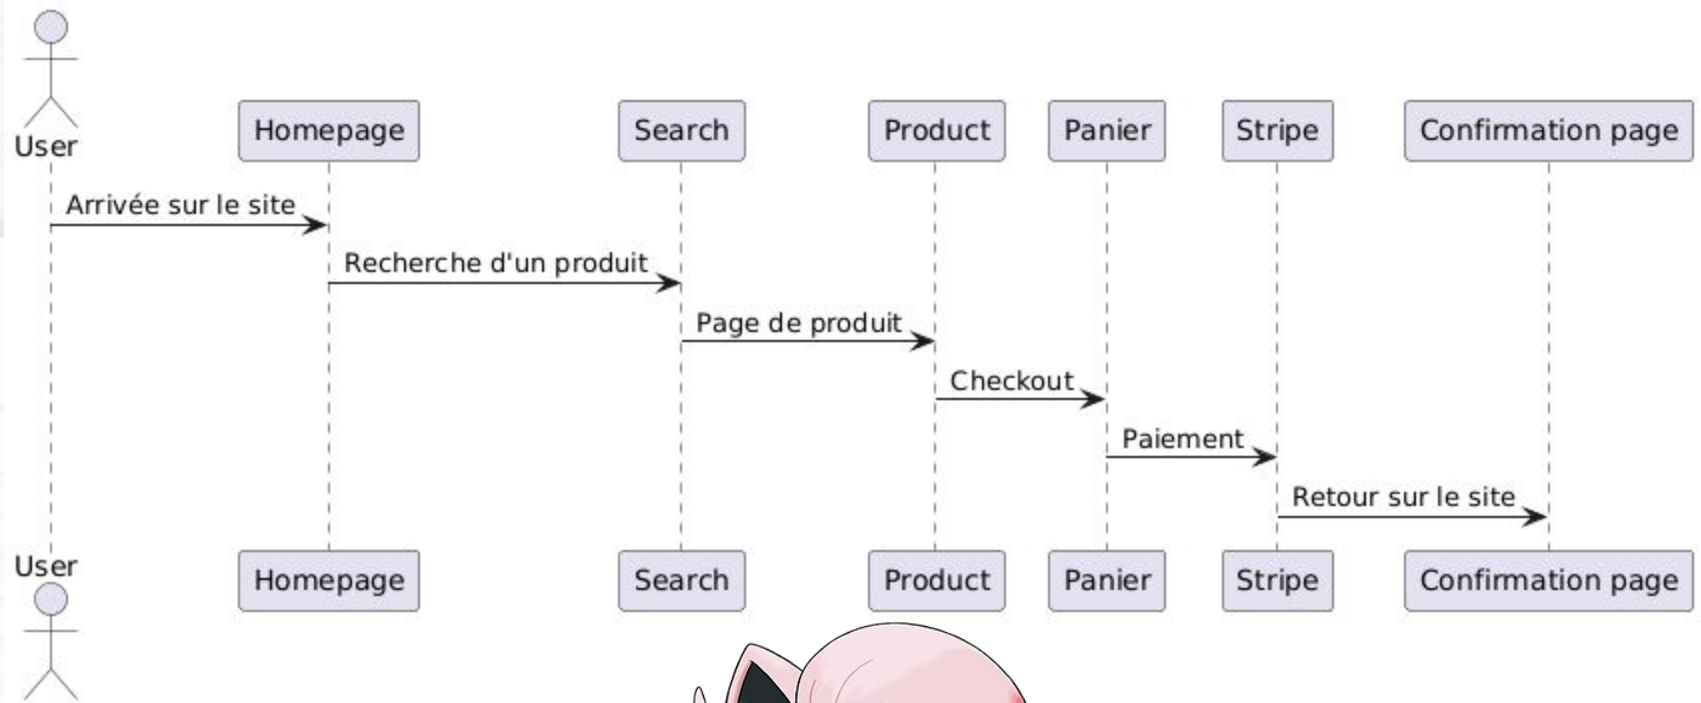 User
Homepage
Search
Product
Panier
Stripe
Confirmation page
Arrivée sur le site
Recherche d'un produit
Page de produit
Checkout
Paiement
Retour sur le site
User
Homepage
Search
Product
Panier
Stripe
Confirmation page